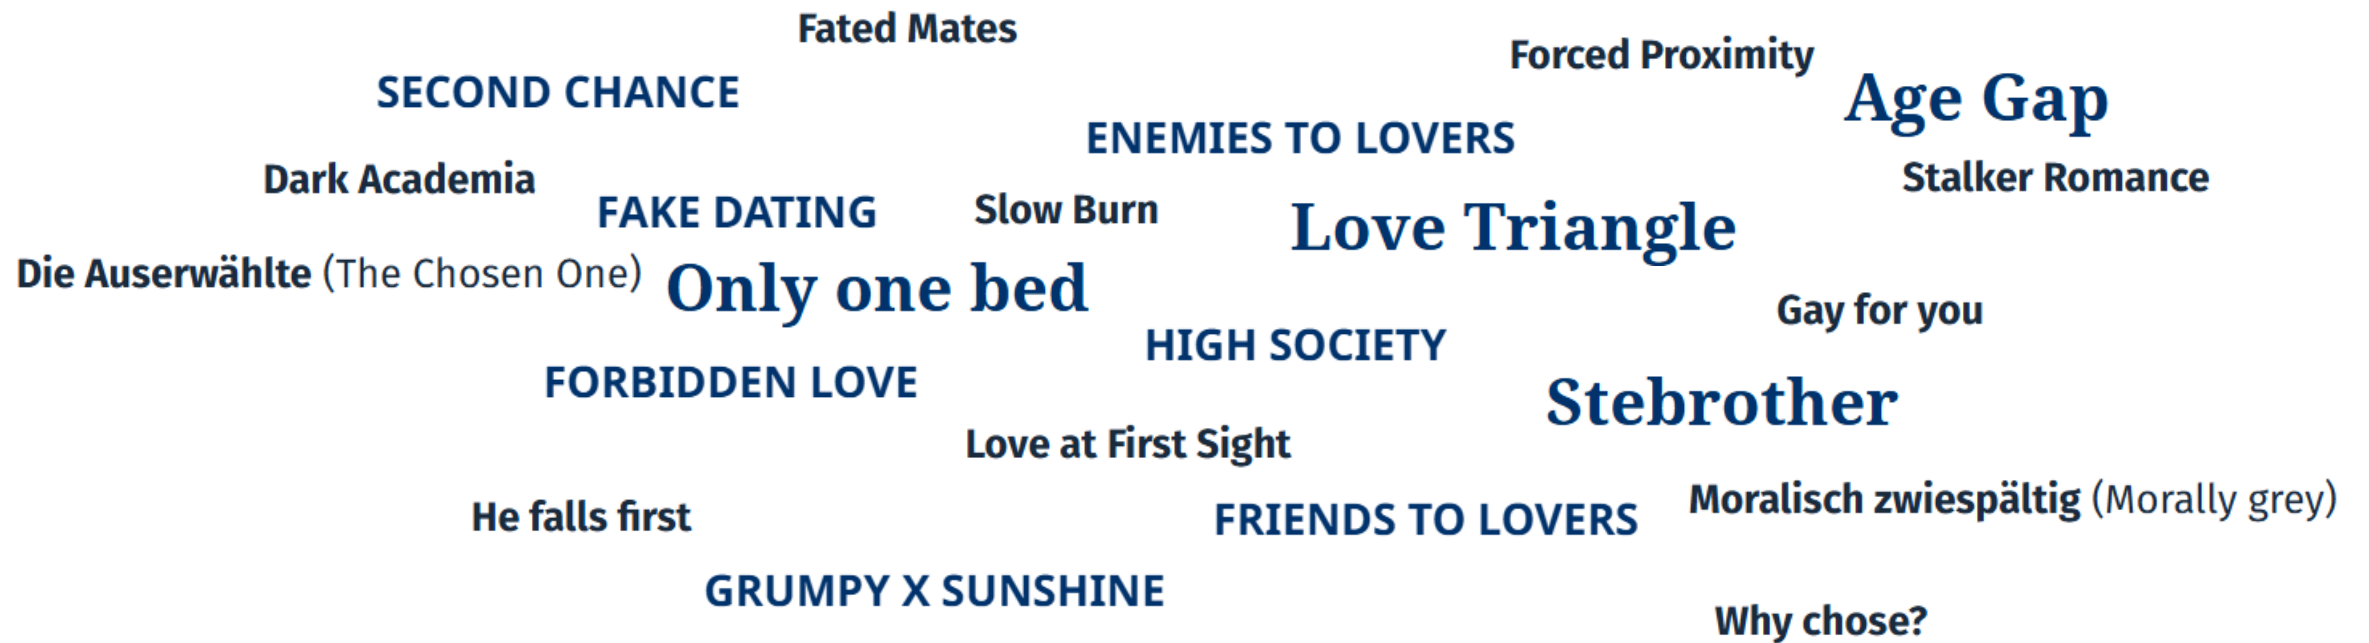 Fated Mates
Forced Proximity
SECOND CHANCE
Age Gap
ENEMIES TO LOVERS
Dark Academia
Stalker Romance
FAKE DATING
Slow Burn
Love Triangle
Die Auserwählte (The Chosen One)
Only one bed
Gay for you
HIGH SOCIETY
FORBIDDEN LOVE
Stebrother
Love at First Sight
Moralisch zwiespältig (Morally grey)
He falls first
FRIENDS TO LOVERS
GRUMPY X SUNSHINE
Why chose?